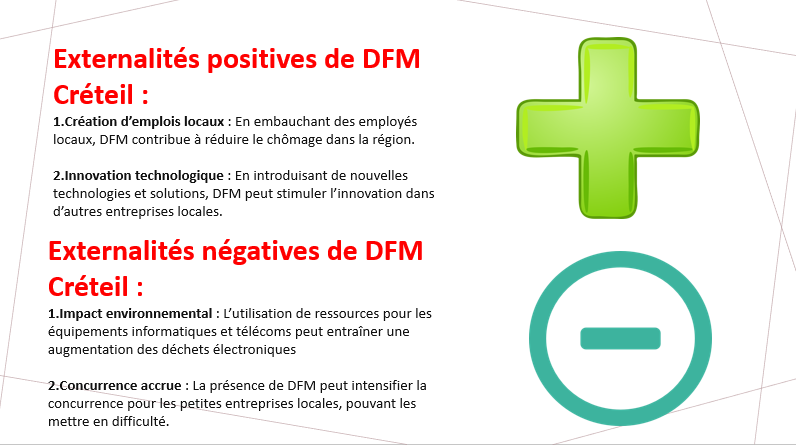 Externalités positives de DFM
Créteil :
1.Création d’emplois locaux : En embauchant des employés
locaux, DFM contribue à réduire le chômage dans la région.
2.Innovation technologique : En introduisant de nouvelles
technologies et solutions, DFM peut stimuler l’innovation dans
d’autres entreprises locales.
Externalités négatives de DFM
Créteil :
1.Impact environnemental : L’utilisation de ressources pour les
équipements informatiques et télécoms peut entraîner une
augmentation des déchets électroniques
2.Concurrence accrue : La présence de DFM peut intensifier la
concurrence pour les petites entreprises locales, pouvant les
mettre en difficulté.